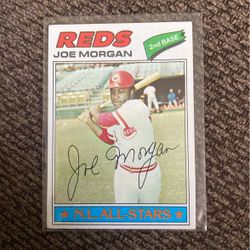 REDS
JOE MORGAN
2nd BASE
Joe Morgan
★ N.L. ALL-STARS ★